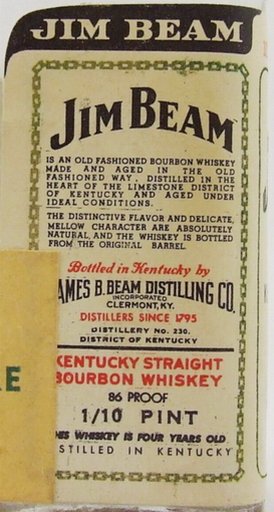 JIM BEAM
JIM BEAM
IS AN OLD FASHIONED BOURBON WHISKEY
MADE AND AGED IN THE OLD
FASHIONED WAY. DISTILLED IN THE
HEART OF THE LIMESTONE DISTRICT
OF KENTUCKY AND AGED UNDER
IDEAL CONDITIONS.
THE DISTINCTIVE FLAVOR AND DELICATE,
MELLOW CHARACTER ARE ABSOLUTELY
NATURAL, AND THE WHISKEY IS BOTTLED
FROM THE ORIGINAL BARREL.
Bottled in Kentucky by
AMES B. BEAM DISTILLING CO.
INCORPORATED
CLERMONT, KY.
DISTILLERS SINCE 1795
DISTILLERY No. 230.
DISTRICT OF KENTUCKY
KENTUCKY STRAIGHT
BOURBON WHISKEY
86 PROOF
1/10 PINT
WHISKEY IS FOUR YEARS OLD
STILLED IN KENTUCKY
RE